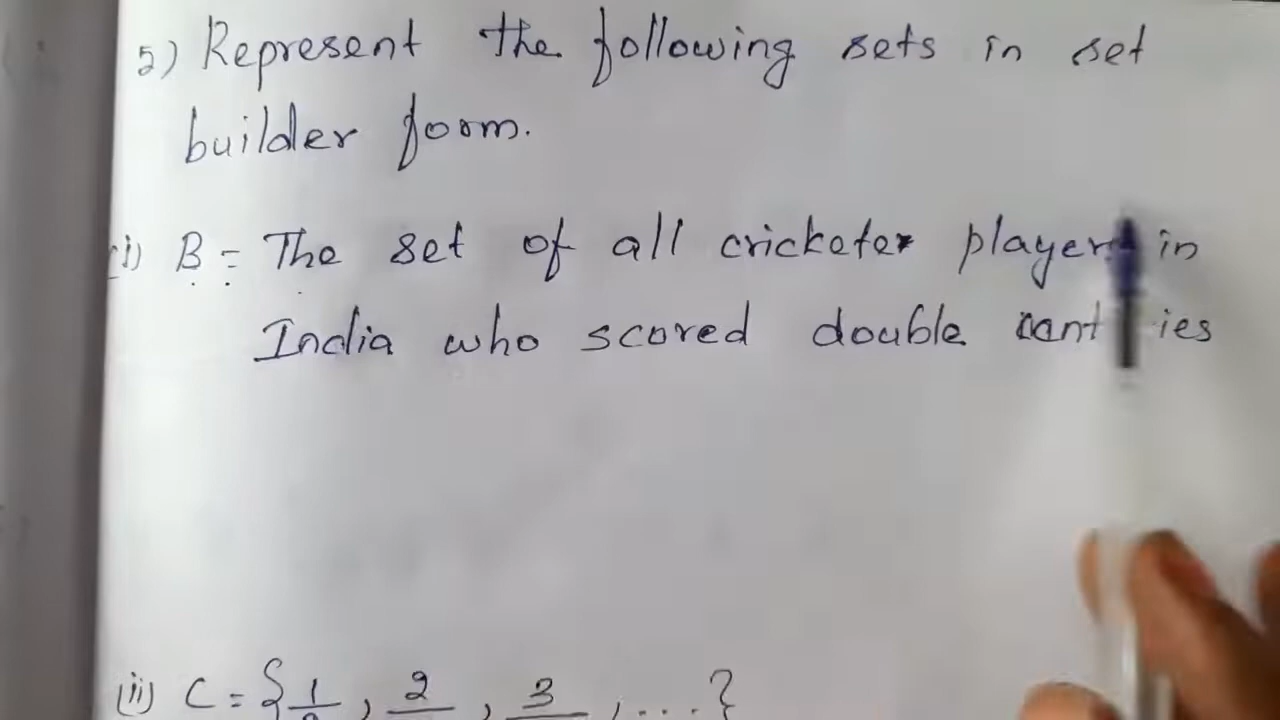 5) Represent the following sets in set
builder form.
(i) B = The set of all cricketer players in
India who scored double
(ii) C = { 1 , 2 , 3 , ... }